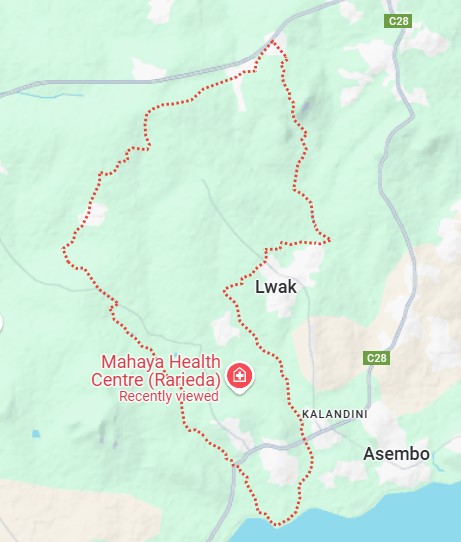 C28
Lwak
Mahaya Health
Centre (Rarieda)
Recently viewed
C28
KALANDINI
Asembo